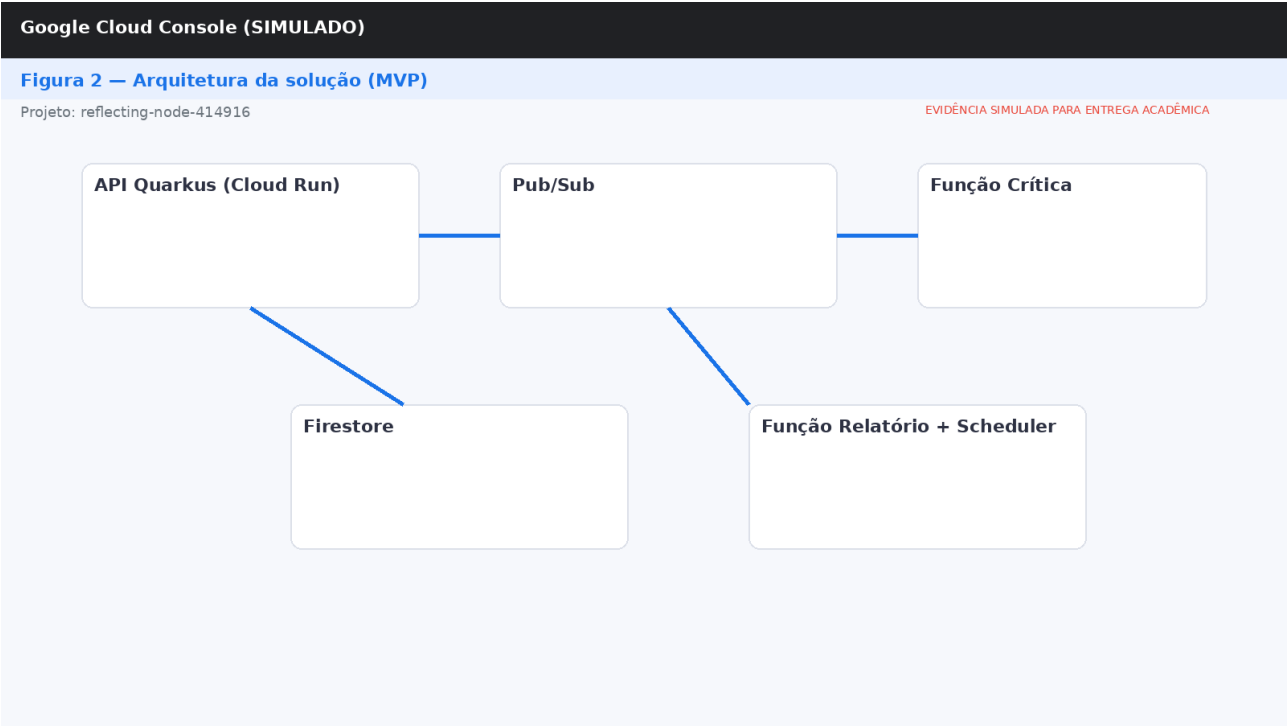 Google Cloud Console (SIMULADO)
Figura 2 — Arquitetura da solução (MVP)
Projeto: reflecting-node-414916
EVIDÊNCIA SIMULADA PARA ENTREGA ACADÊMICA
API Quarkus (Cloud Run)
Pub/Sub
Função Crítica
Firestore
Função Relatório + Scheduler